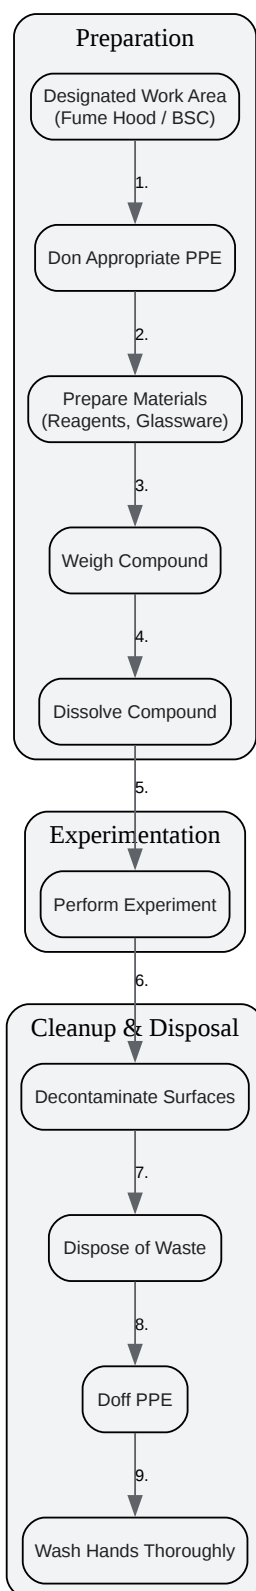 Preparation
Designated Work Area
(Fume Hood / BSC)
1.
Don Appropriate PPE
2.
Prepare Materials
(Reagents, Glassware)
3.
Weigh Compound
4.
Dissolve Compound
5.
Experimentation
Perform Experiment
6.
Cleanup & Disposal
Decontaminate Surfaces
7.
Dispose of Waste
8.
Doff PPE
9.
Wash Hands Thoroughly